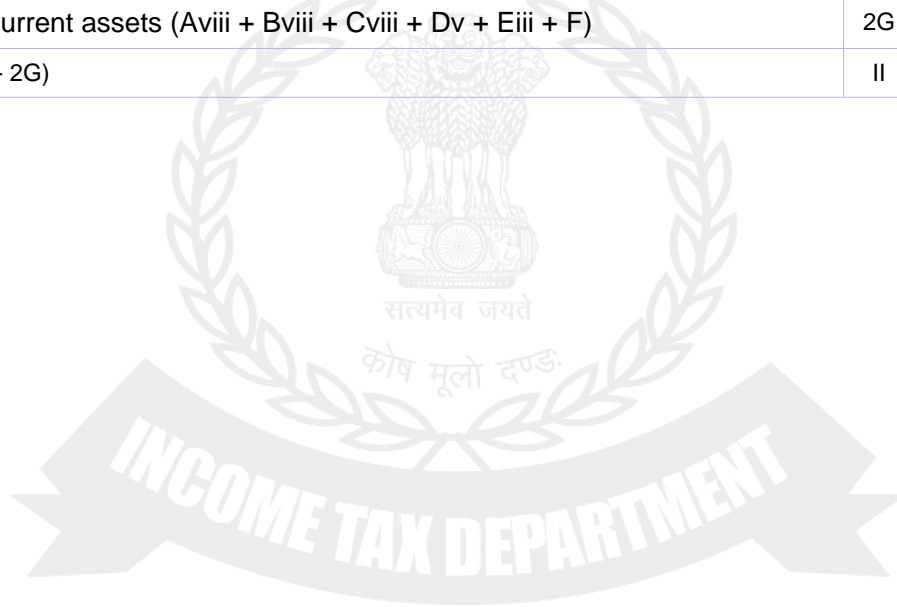 urrent assets (Aviii + Bviii + Cviii + Dv + Eiii + F) 2G
- 2G) II
सत्यमेव जयते
कोष मूलो दण्डः
INCOME TAX DEPARTMENT